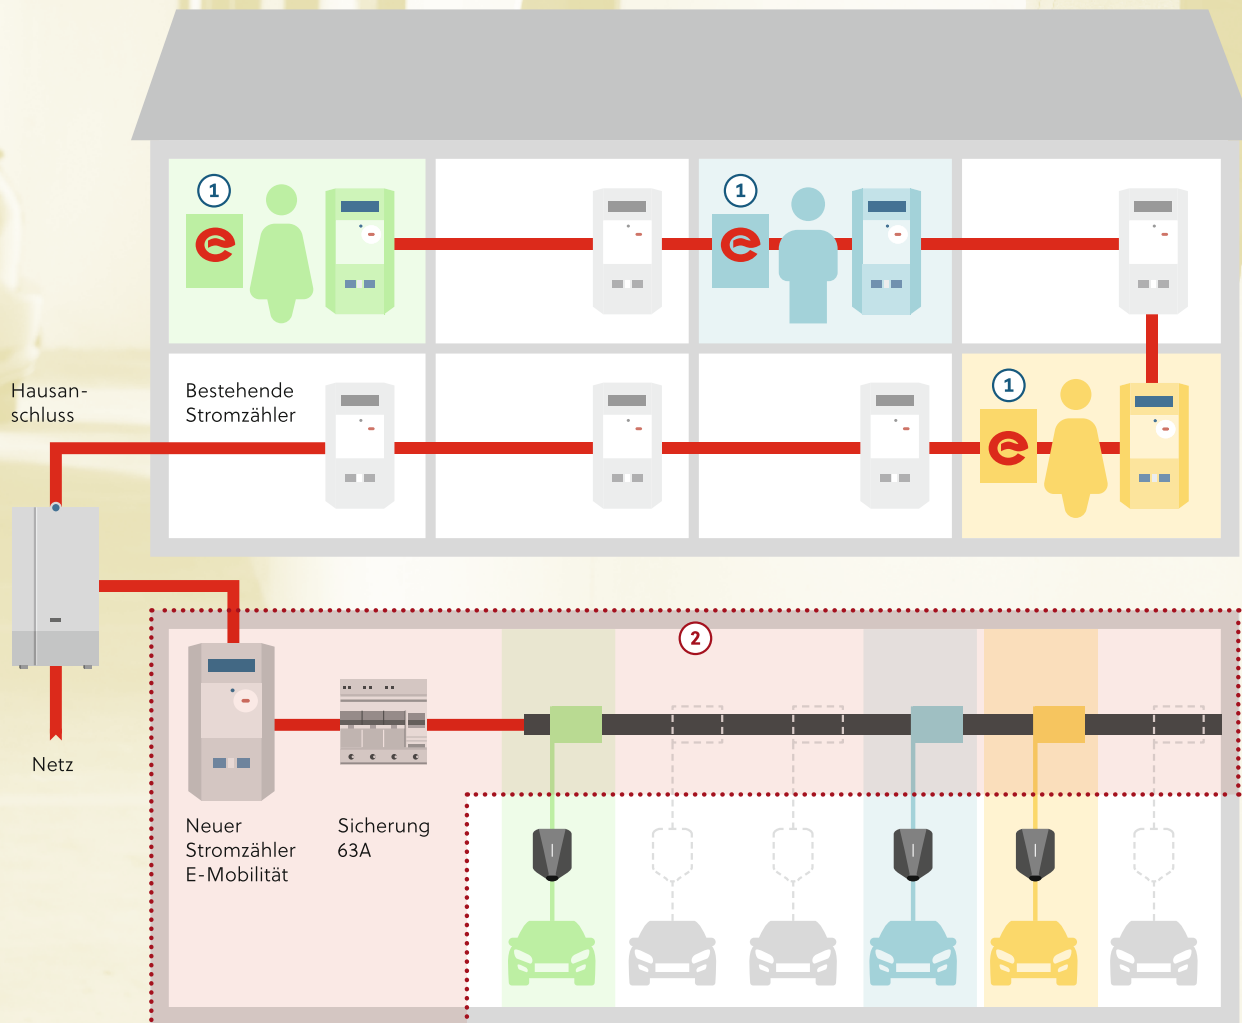 1
1
Hausan-
schluss
Bestehende
Stromzähler
1
2
Netz
Neuer
Stromzähler
E-Mobilität
Sicherung
63A